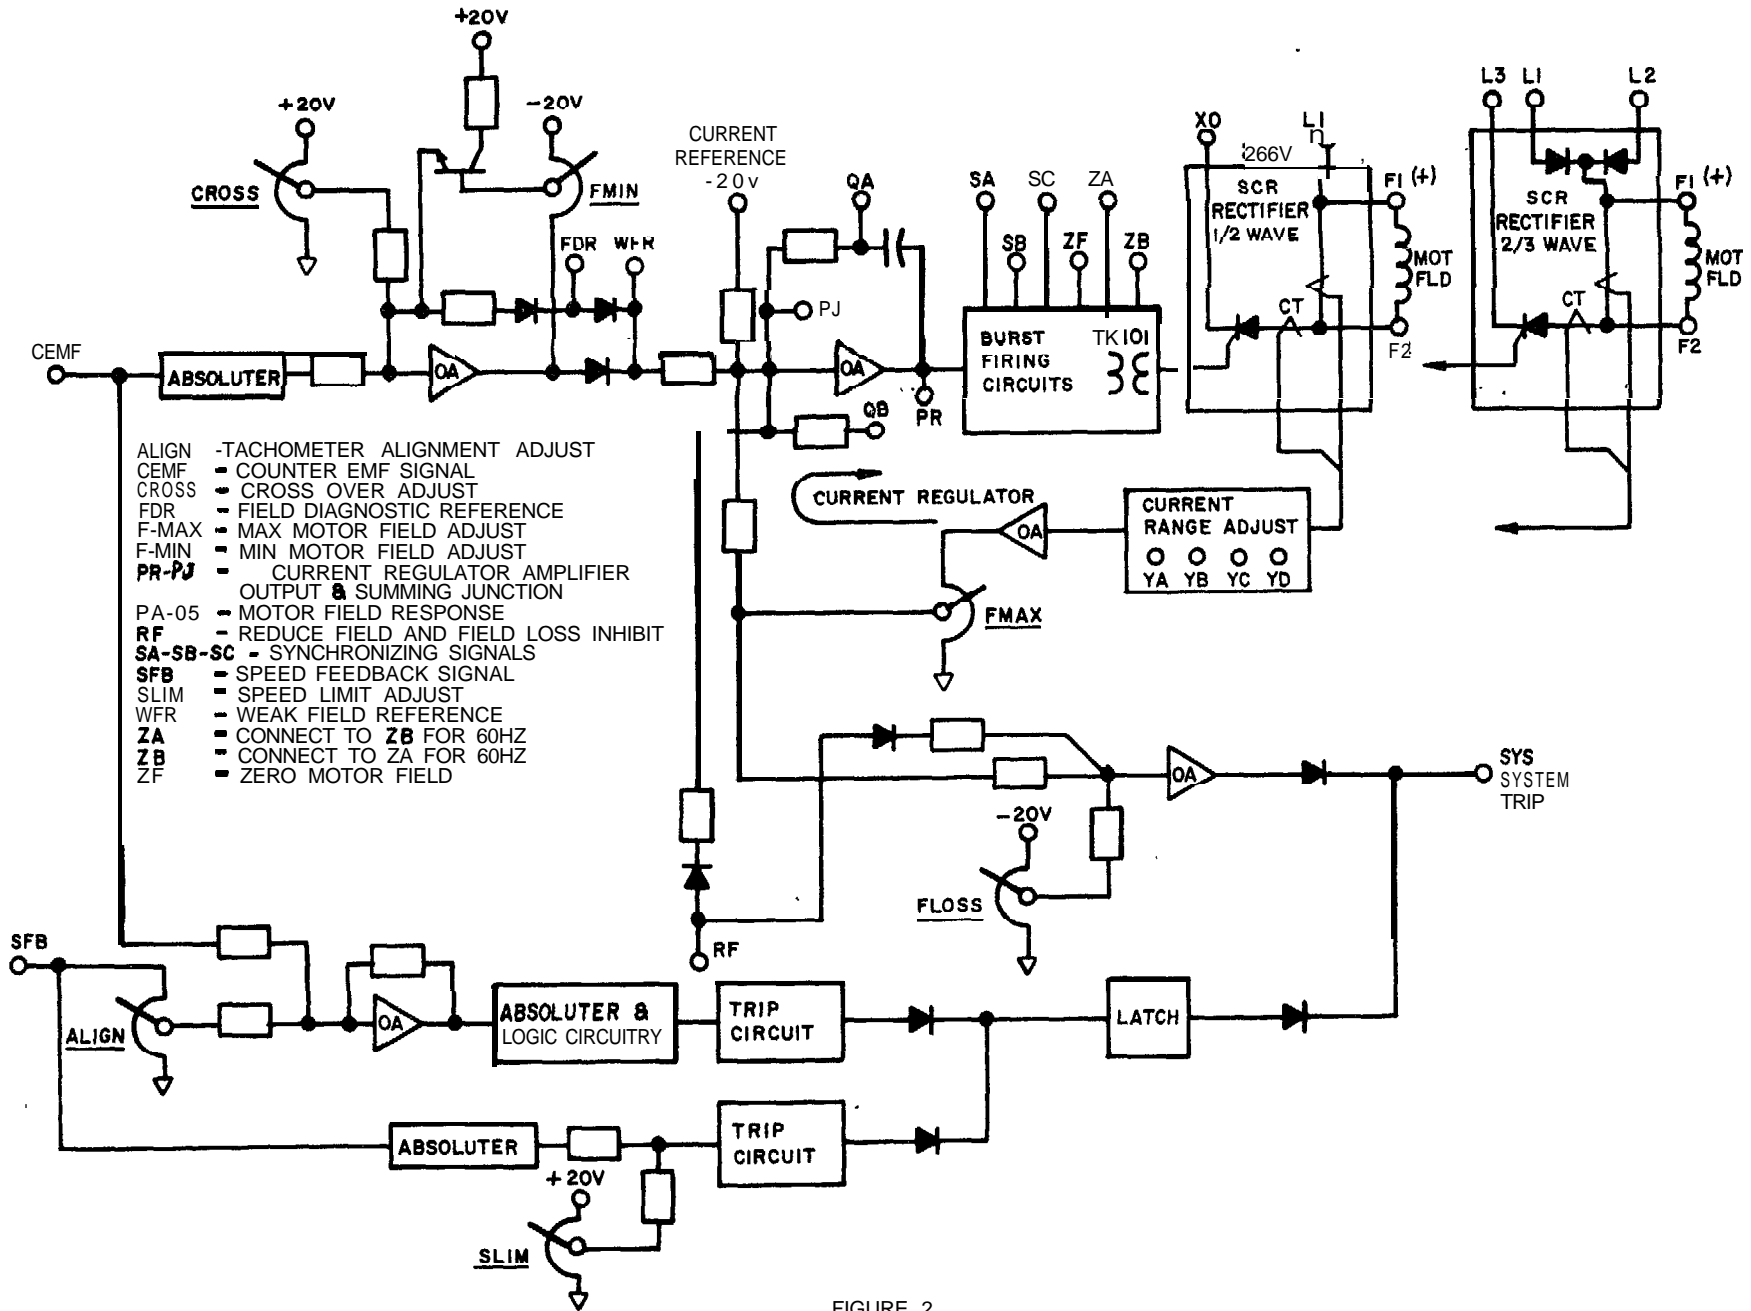 +20V
+20V
-20V
CROSS
FMIN
FDR
WFR
CURRENT
REFERENCE
-20v
QA
PJ
QB
PR
OA
OA
CEMF
ABSOLUTER
SA
SC
ZA
SB
ZF
ZB
BURST
FIRING
CIRCUITS
TK101
XO
L1
266V
SCR
RECTIFIER
1/2 WAVE
CT
F1 (+)
MOT
FLD
F2
L3
L1
L2
SCR
RECTIFIER
2/3 WAVE
CT
F1 (+)
MOT
FLD
F2
ALIGN -TACHOMETER ALIGNMENT ADJUST
CEMF - COUNTER EMF SIGNAL
CROSS - CROSS OVER ADJUST
FDR - FIELD DIAGNOSTIC REFERENCE
F-MAX - MAX MOTOR FIELD ADJUST
F-MIN - MIN MOTOR FIELD ADJUST
PR-PJ - CURRENT REGULATOR AMPLIFIER
OUTPUT & SUMMING JUNCTION
PA-05 - MOTOR FIELD RESPONSE
RF - REDUCE FIELD AND FIELD LOSS INHIBIT
SA-SB-SC - SYNCHRONIZING SIGNALS
SFB - SPEED FEEDBACK SIGNAL
SLIM - SPEED LIMIT ADJUST
WFR - WEAK FIELD REFERENCE
ZA - CONNECT TO ZB FOR 60HZ
ZB - CONNECT TO ZA FOR 60HZ
ZF - ZERO MOTOR FIELD
CURRENT REGULATOR
OA
CURRENT
RANGE ADJUST
YA YB YC YD
FMAX
OA
SYS
SYSTEM
TRIP
-20V
FLOSS
RF
SFB
ALIGN
OA
ABSOLUTER &
LOGIC CIRCUITRY
TRIP
CIRCUIT
LATCH
ABSOLUTER
TRIP
CIRCUIT
+20V
SLIM
FIGURE 2